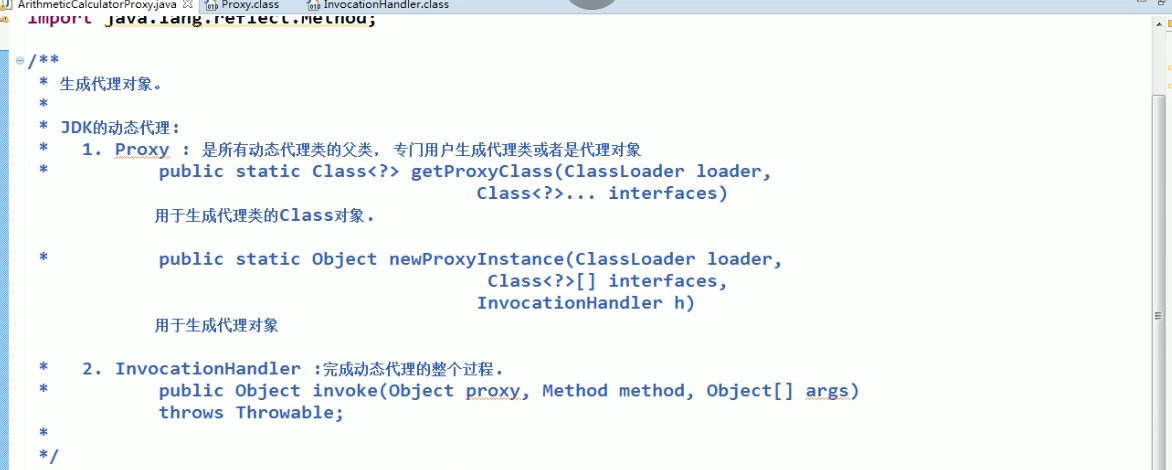 ArithmeticCalculatorProxy.java Proxy.class InvocationHandler.class
import java.lang.reflect.Method;
/**
* 生成代理对象。
*
* JDK的动态代理:
* 1. Proxy : 是所有动态代理类的父类, 专门用户生成代理类或者是代理对象
* public static Class<?> getProxyClass(ClassLoader loader,
Class<?>... interfaces)
用于生成代理类的Class对象.
* public static Object newProxyInstance(ClassLoader loader,
Class<?>[] interfaces,
InvocationHandler h)
用于生成代理对象
* 2. InvocationHandler :完成动态代理的整个过程.
* public Object invoke(Object proxy, Method method, Object[] args)
throws Throwable;
*
*/